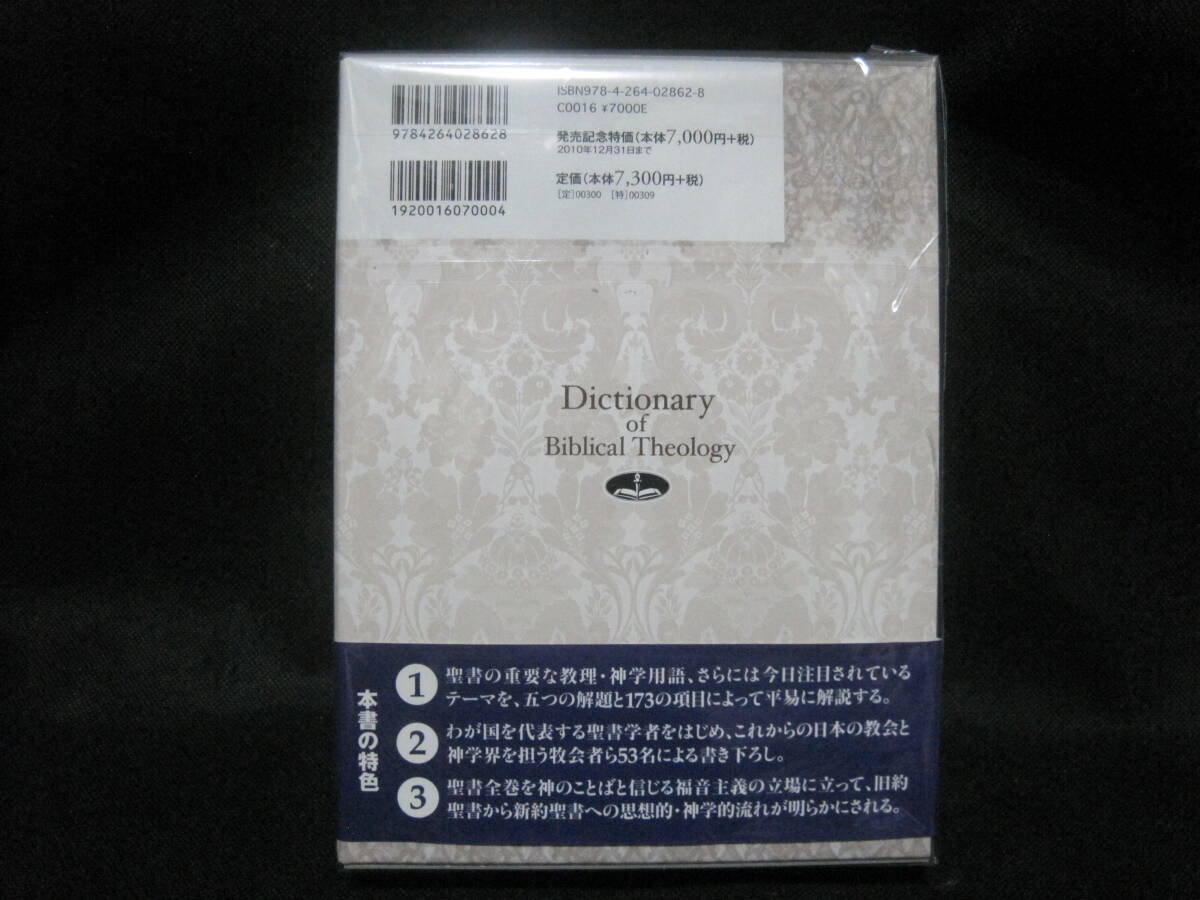 ISBN978-4-264-02862-8
C0016 ¥7000E
9784264028628
発売記念特価(本体7,000円+税)
2010年12月31日まで
定価(本体7,300円+税)
[定]00300 [特]00309
1920016070004
Dictionary
of
Biblical Theology
本書の特色
1 聖書の重要な教理・神学用語、さらには今日注目されている
テーマを、五つの解題と173の項目によって平易に解説する。
2 わが国を代表する聖書学者をはじめ、これからの日本の教会と
神学界を担う牧会者ら53名による書き下ろし。
3 聖書全巻を神のことばと信じる福音主義の立場に立って、旧約
聖書から新約聖書への思想的・神学的流れが明らかにされる。